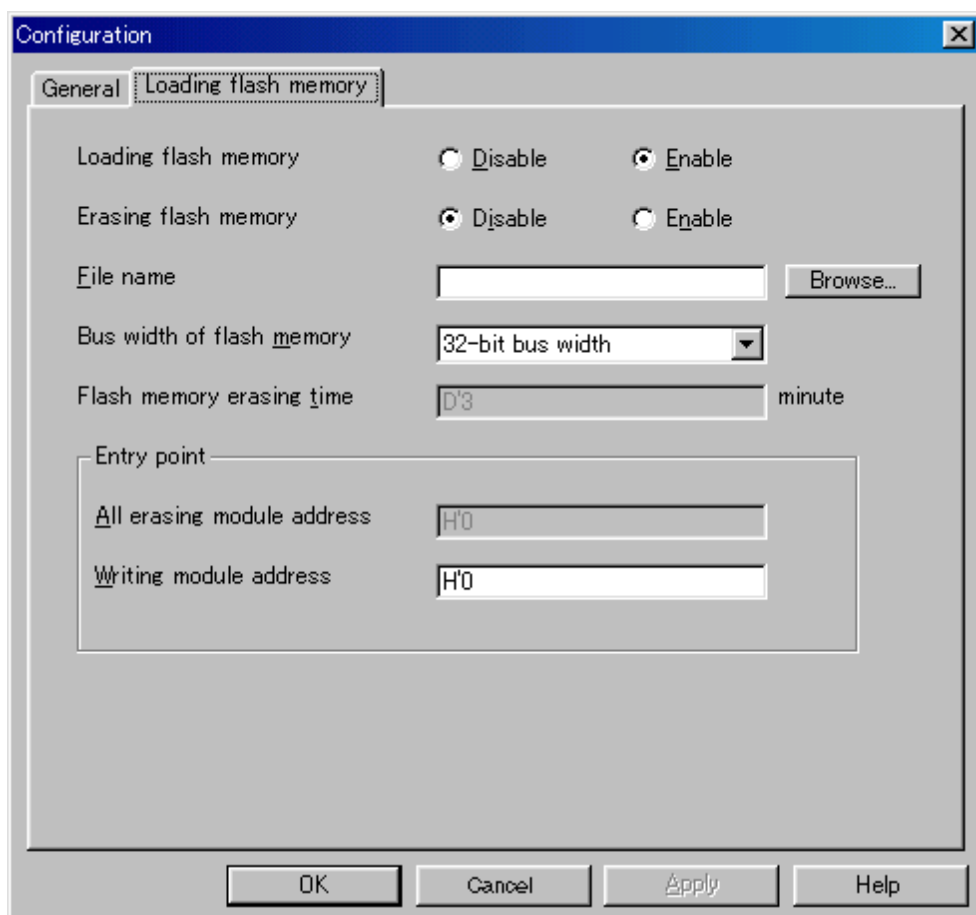 Configuration
General Loading flash memory
Loading flash memory Disable Enable
Erasing flash memory Disable Enable
File name Browse...
Bus width of flash memory 32-bit bus width
Flash memory erasing time D'3 minute
Entry point
All erasing module address H'0
Writing module address H'0
OK Cancel Apply Help